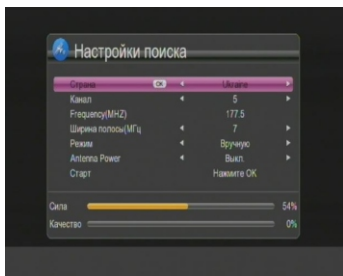 Настройки поиска
Страна OK Ukraine
Канал 5
Frequency(MHZ) 177.5
Ширина полосы(МГц 7
Режим Вручную
Antenna Power Выкл.
Старт Нажмите OK
Сила 54%
Качество 0%